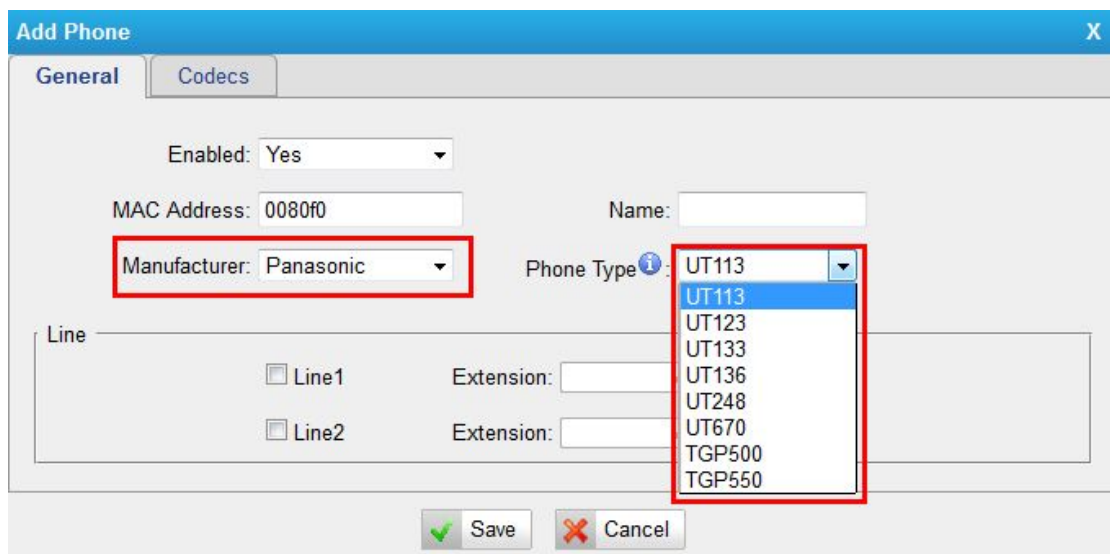 Add Phone X
General Codecs
Enabled: Yes
MAC Address: 0080f0 Name:
Manufacturer: Panasonic Phone Type i : UT113
UT113
UT123
UT133
UT136
UT248
UT670
TGP500
TGP550
Line
Line1 Extension:
Line2 Extension:
Save Cancel